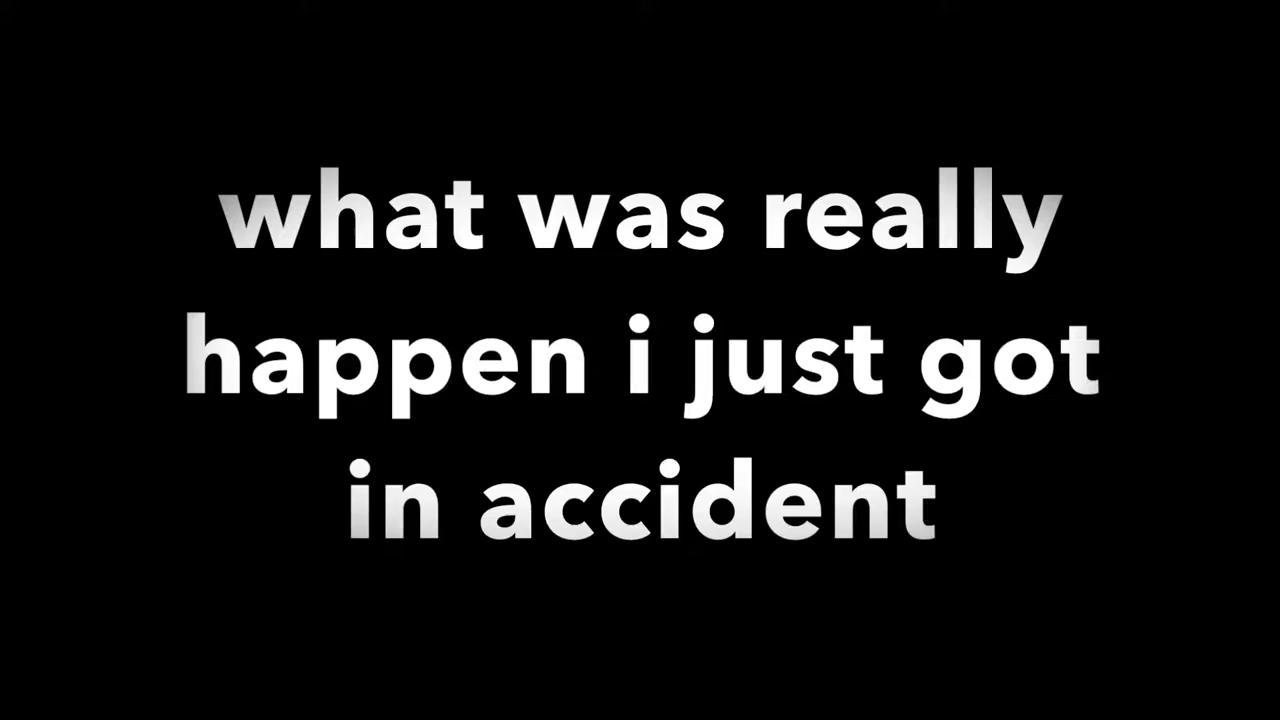 what was really
happen i just got
in accident